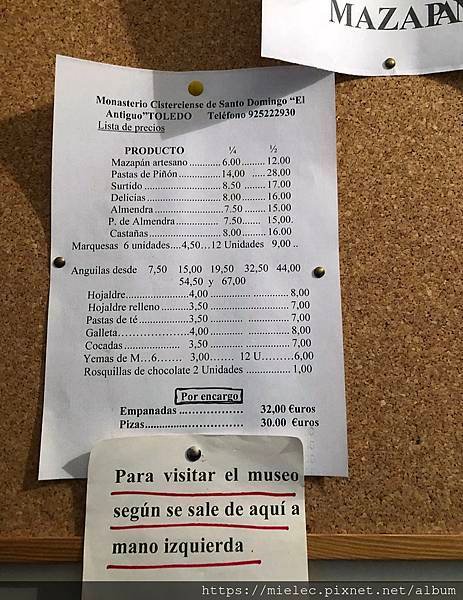 MAZAPÁN
Monasterio Cisterciense de Santo Domingo “El
Antiguo”TOLEDO Teléfono 925222930
Lista de precios
PRODUCTO ¼ ½
Mazapán artesano ............. 6.00 ......... 12.00
Pastas de Piñón................. 14,00 ..... 28,00
Surtido ............................... 8.50 ........ 17.00
Delicias............................... 8.00 ........ 16.00
Almendra ........................... 7.50 ....... 15.00
P. de Almendra................. 7.50....... 15,00.
Castañas............................. 8.00 ........ 16.00
Marquesas 6 unidades....4,50...12 Unidades 9,00 ..
Anguilas desde 7,50 15,00 19,50 32,50 44,00
54,50 y 67,00
Hojaldre.....................4,00 ............. ................8,00
Hojaldre relleno ..........3,50 ............. ................7,00
Pastas de té.................3,50 ............. ................7,00
Galleta.......................4,00 ............. ................8,00
Cocadas ..................... 3,50 ............ ................7,00
Yemas de M...6....... 3,00....... 12 U.........6,00
Rosquillas de chocolate 2 Unidades ................ 1,00
Por encargo
Empanadas .................. 32,00 €uros
Pizas........................... 30.00 €uros
Para visitar el museo
según se sale de aquí a
mano izquierda .
https://mielec.pixnet.net/album